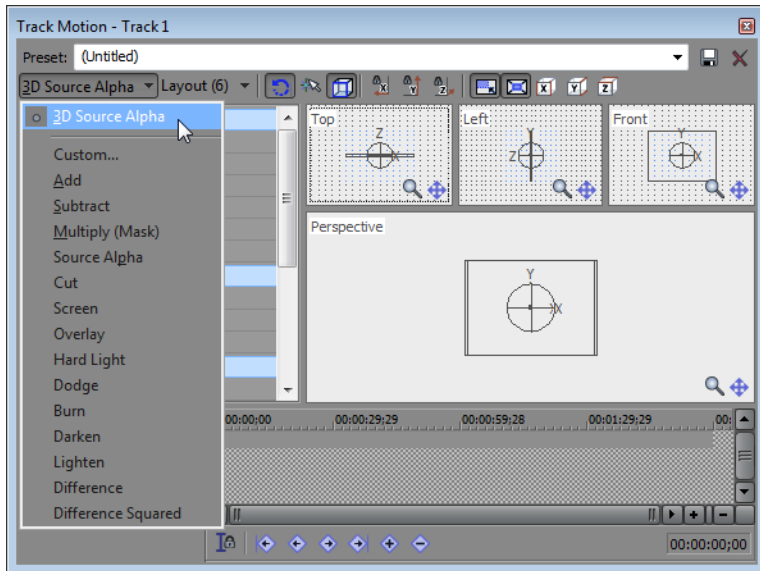 Track Motion - Track 1
Preset: (Untitled)
3D Source Alpha Layout (6) x Y z X Y Z
3D Source Alpha
Custom...
Add
Subtract
Multiply (Mask)
Source Alpha
Cut
Screen
Overlay
Hard Light
Dodge
Burn
Darken
Lighten
Difference
Difference Squared
Top
Z
X
Left
Y
Z
Front
Y
X
Perspective
Y
X
00:00:00 00:00:29;29 00:00:59;28 00:01:29;29 00:
00:00:00;00